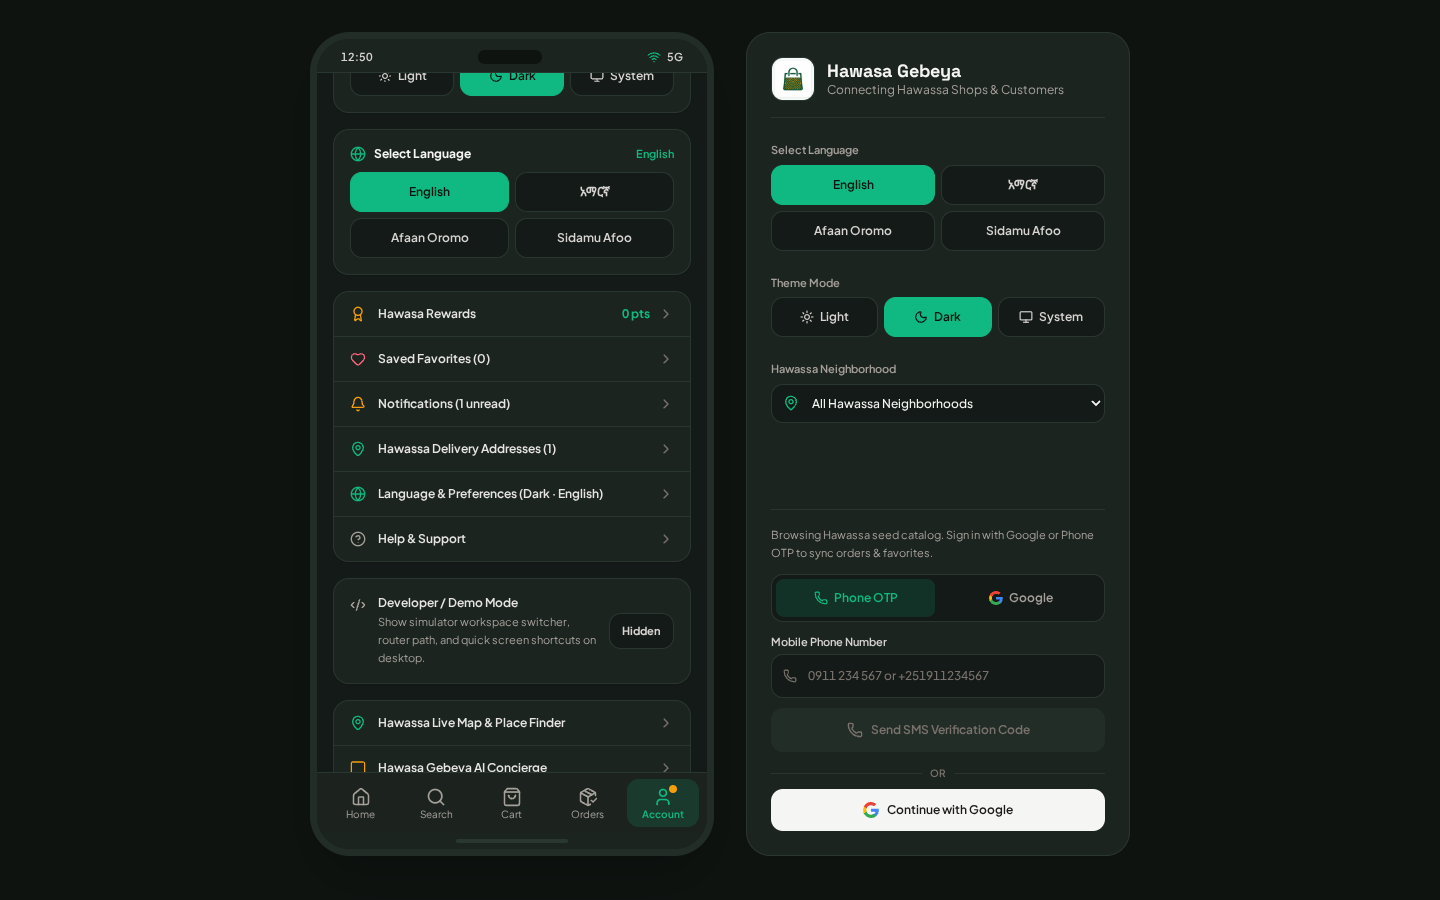 12:50
5G
Light
Dark
System
Select Language
English
English
አማርኛ
Afaan Oromo
Sidamu Afoo
Hawasa Rewards
0 pts
Saved Favorites (0)
Notifications (1 unread)
Hawassa Delivery Addresses (1)
Language & Preferences (Dark · English)
Help & Support
Developer / Demo Mode
Show simulator workspace switcher,
router path, and quick screen shortcuts on
desktop.
Hidden
Hawassa Live Map & Place Finder
Hawasa Gebeya AI Concierge
Home
Search
Cart
Orders
Account
Hawasa Gebeya
Connecting Hawassa Shops & Customers
Select Language
English
አማርኛ
Afaan Oromo
Sidamu Afoo
Theme Mode
Light
Dark
System
Hawassa Neighborhood
All Hawassa Neighborhoods
Browsing Hawassa seed catalog. Sign in with Google or Phone
OTP to sync orders & favorites.
Phone OTP
Google
Mobile Phone Number
0911 234 567 or +251911234567
Send SMS Verification Code
OR
Continue with Google